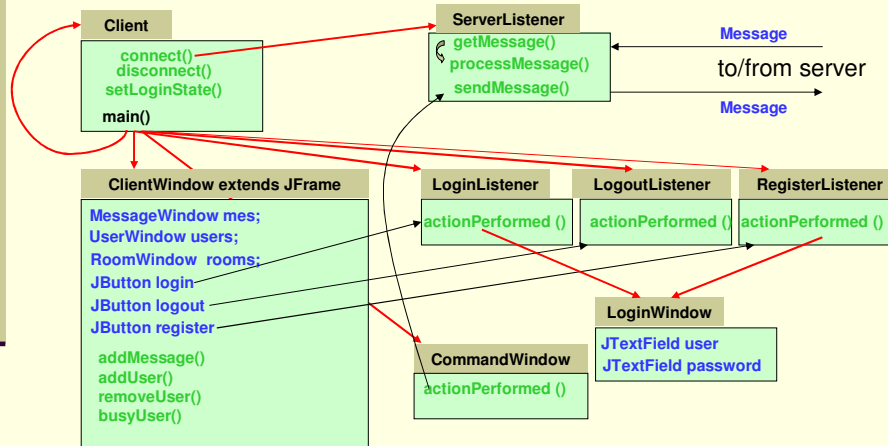 Client
connect()
disconnect()
setLoginState()
main()
ServerListener
getMessage()
processMessage()
sendMessage()
Message
to/from server
Message
ClientWindow extends JFrame
MessageWindow mes;
UserWindow users;
RoomWindow rooms;
JButton login
JButton logout
JButton register
addMessage()
addUser()
removeUser()
busyUser()
LoginListener
actionPerformed ()
LogoutListener
actionPerformed ()
RegisterListener
actionPerformed ()
LoginWindow
JTextField user
JTextField password
CommandWindow
actionPerformed ()